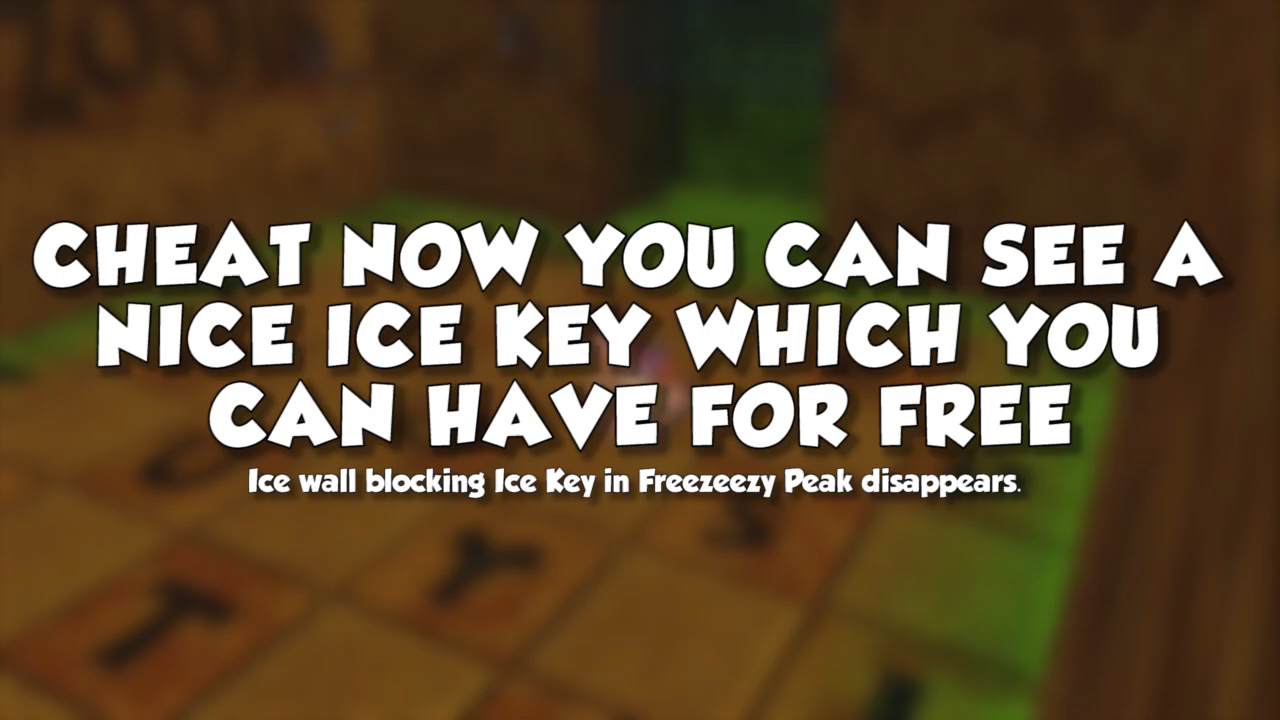 CHEAT NOW YOU CAN SEE A
NICE ICE KEY WHICH YOU
CAN HAVE FOR FREE
Ice wall blocking Ice Key in Freezeezy Peak disappears.
T
Y